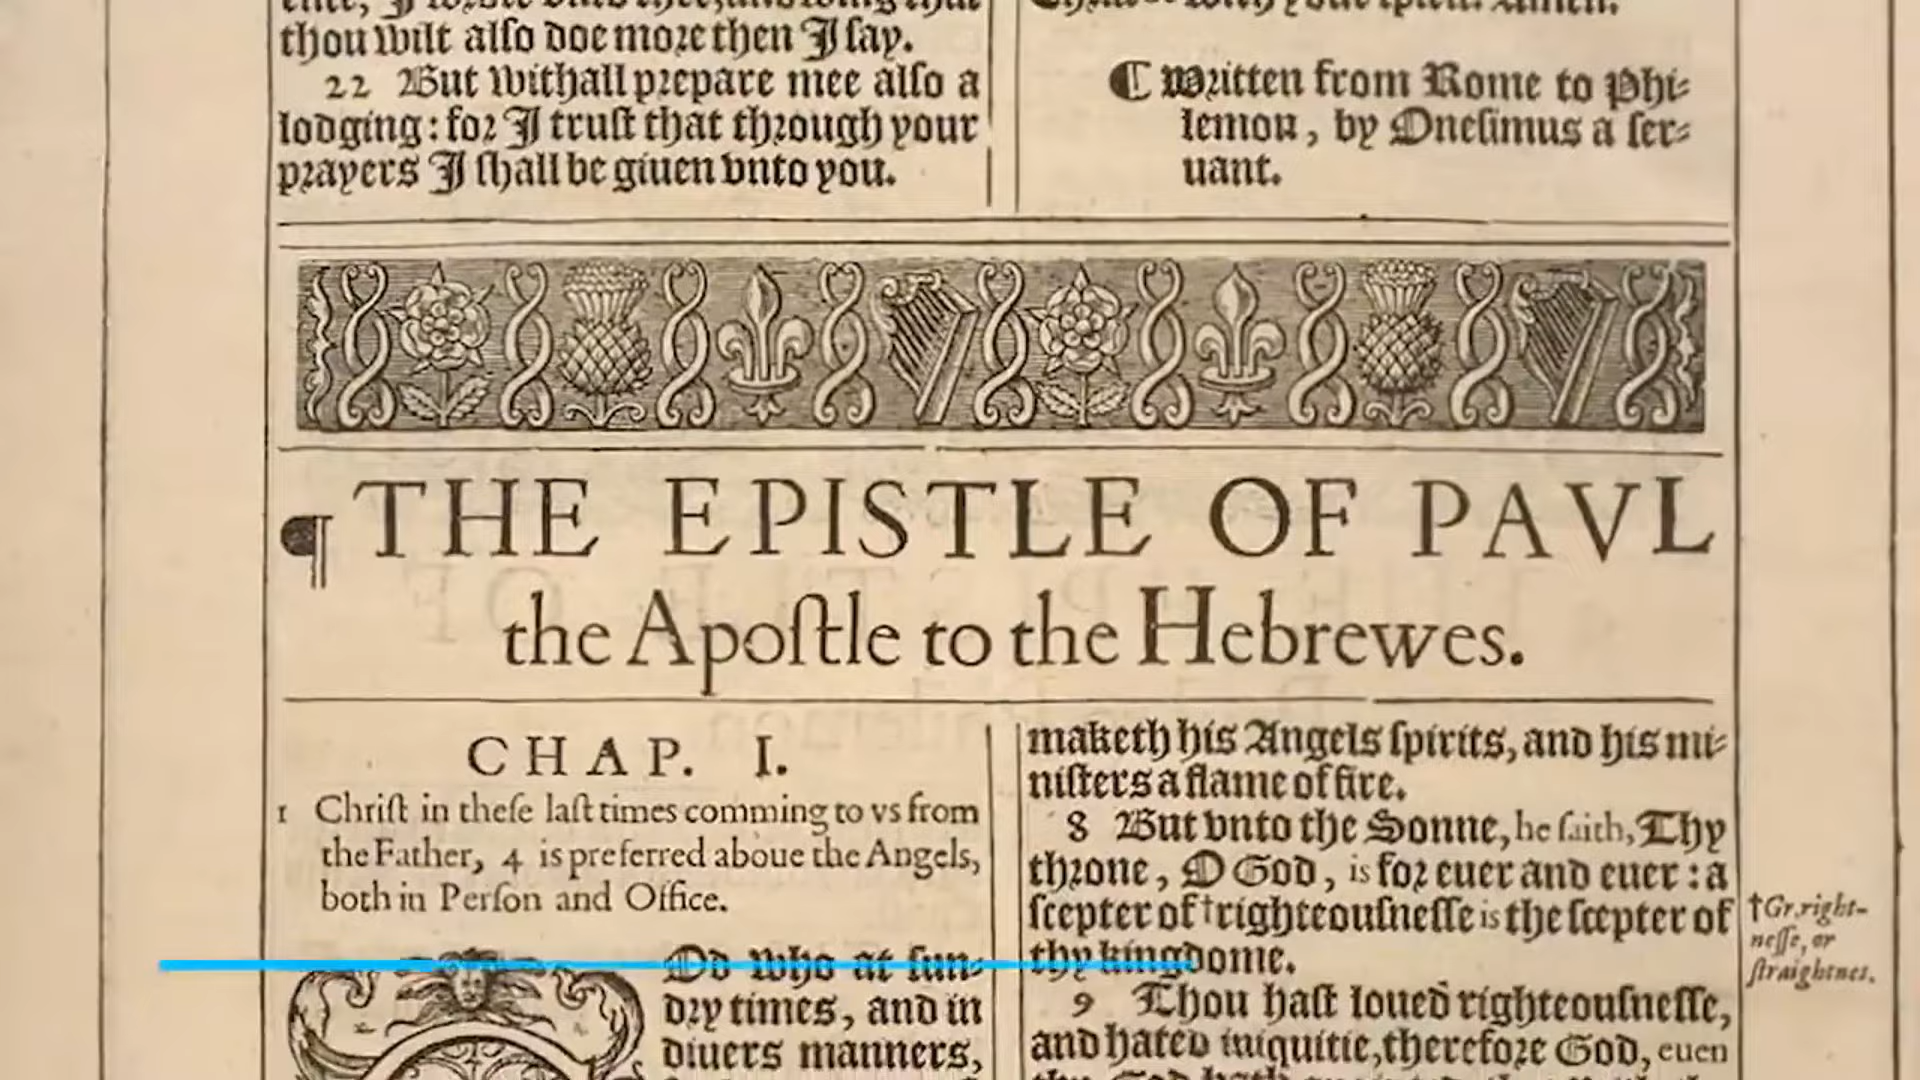 thou wilt alſo doe more then I ſay.
22 But withall prepare mee alſo a
lodging: for I truſt that through your
prayers I ſhall be giuen vnto you.
¶ Written from Rome to Phi-
lemon, by Oneſimus a ſer-
uant.
¶ THE EPISTLE OF PAVL
the Apoſtle to the Hebrewes.
CHAP. I.
1 Chriſt in theſe laſt times comming to vs from
the Father, 4 is preferred aboue the Angels,
both in Perſon and Office.
Od who at ſun-
dry times, and in
diuers manners,
maketh his Angels ſpirits, and his mi-
niſters a flame of fire.
8 But vnto the Sonne, he ſaith, Thy
throne, O God, is for euer and euer: a
ſcepter of †righteouſneſſe is the ſcepter of
thy kingdome.
9 Thou haſt loued righteouſneſſe,
and hated iniquitie, therefore God, euen
†Gr. right-
neſſe, or
ſtraightnes.